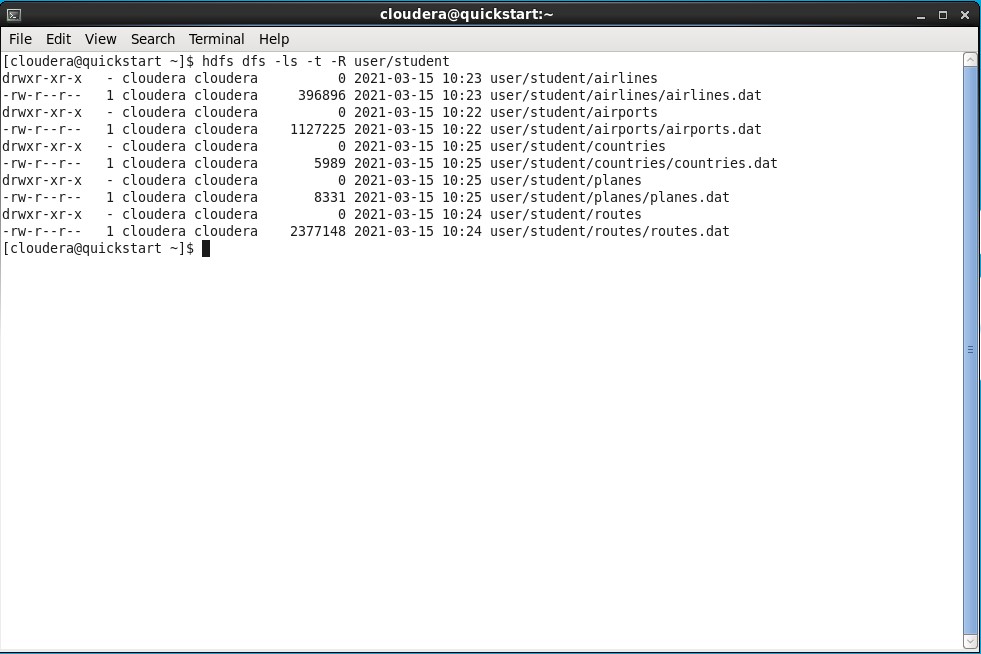 cloudera@quickstart:~
File Edit View Search Terminal Help
[cloudera@quickstart ~]$ hdfs dfs -ls -t -R user/student
drwxr-xr-x   - cloudera cloudera          0 2021-03-15 10:23 user/student/airlines
-rw-r--r--   1 cloudera cloudera     396896 2021-03-15 10:23 user/student/airlines/airlines.dat
drwxr-xr-x   - cloudera cloudera          0 2021-03-15 10:22 user/student/airports
-rw-r--r--   1 cloudera cloudera    1127225 2021-03-15 10:22 user/student/airports/airports.dat
drwxr-xr-x   - cloudera cloudera          0 2021-03-15 10:25 user/student/countries
-rw-r--r--   1 cloudera cloudera       5989 2021-03-15 10:25 user/student/countries/countries.dat
drwxr-xr-x   - cloudera cloudera          0 2021-03-15 10:25 user/student/planes
-rw-r--r--   1 cloudera cloudera       8331 2021-03-15 10:25 user/student/planes/planes.dat
drwxr-xr-x   - cloudera cloudera          0 2021-03-15 10:24 user/student/routes
-rw-r--r--   1 cloudera cloudera    2377148 2021-03-15 10:24 user/student/routes/routes.dat
[cloudera@quickstart ~]$